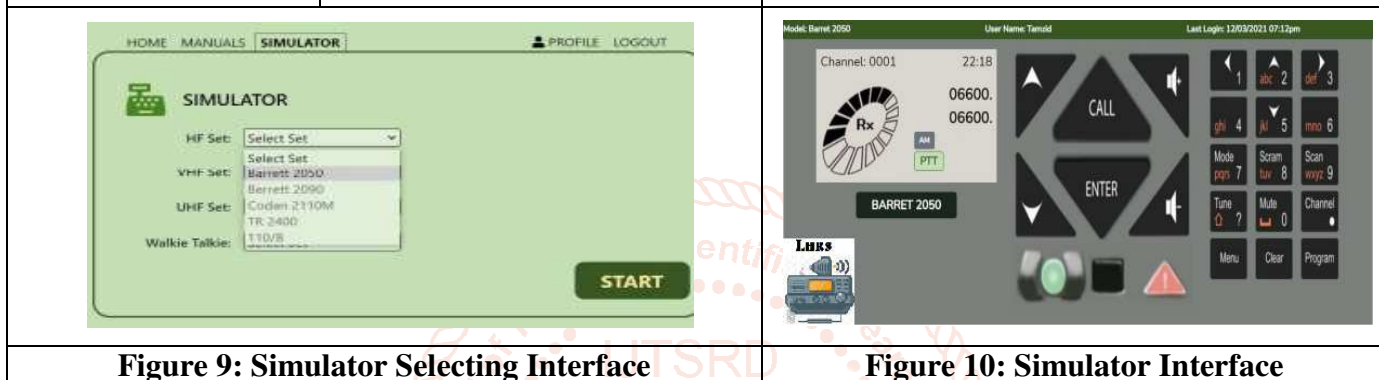 HOME MANUALS SIMULATOR PROFILE LOGOUT
SIMULATOR
HF Set: Select Set
Select Set
VHF Set: Barrett 2050
Berrett 2090
UHF Set: Codan 2110M
TR 2400
Walkie Talkie: 110/B
START
Figure 9: Simulator Selecting Interface
Model: Barret 2050 User Name: Tamzid Last Login: 12/03/2021 07:12pm
Channel: 0001 22:18
06600.
Rx 06600.
AM
PTT
BARRET 2050
LHRS
CALL
ENTER
1 abc 2 def 3
ghi 4 jkl 5 mno 6
Mode Scram Scan
pqrs 7 tuv 8 wxyz 9
Tune Mute Channel
? 0
Menu Clear Program
Figure 10: Simulator Interface